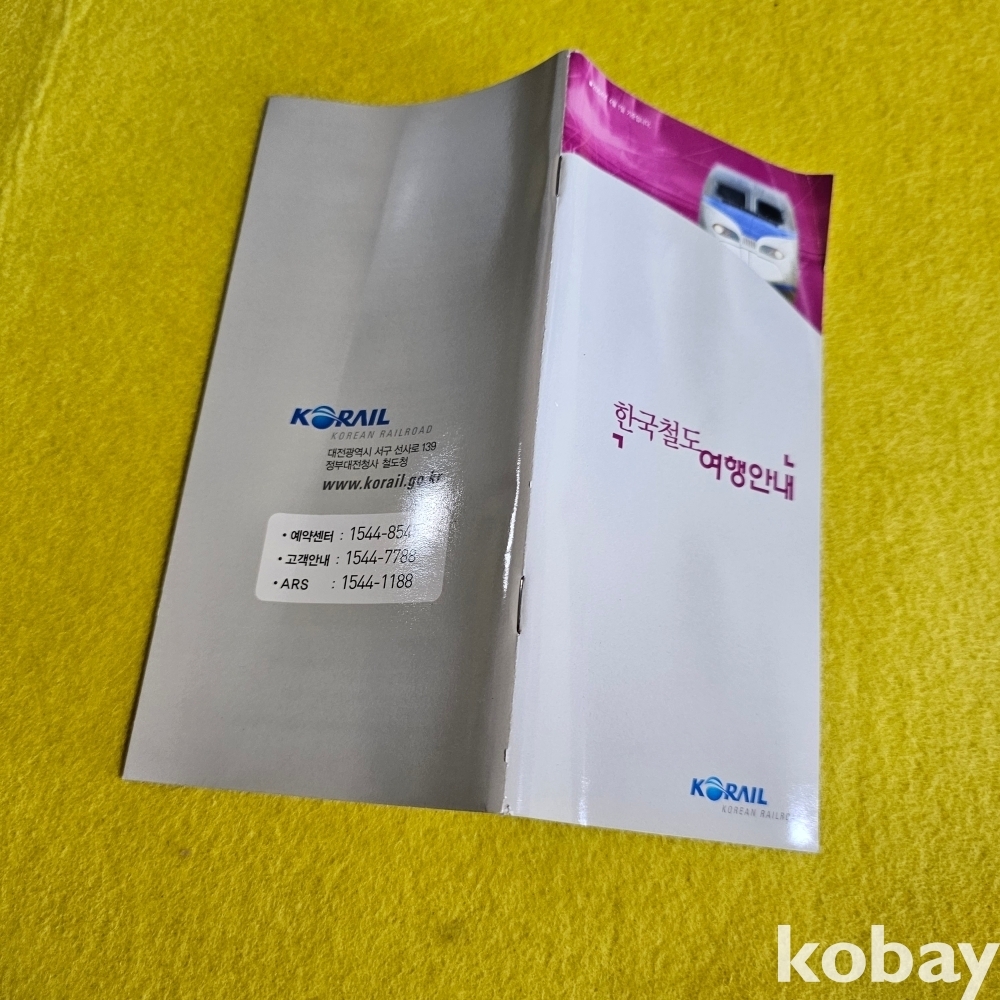 KORAIL
KOREAN RAILROAD
대전광역시 서구 선사로 139
정부대전청사 철도청
www.korail.go.kr
• 예약센터 : 1544-854
• 고객안내 : 1544-7788
• ARS : 1544-1188
한국철도
여행안내
KORAIL
KOREAN
kobay